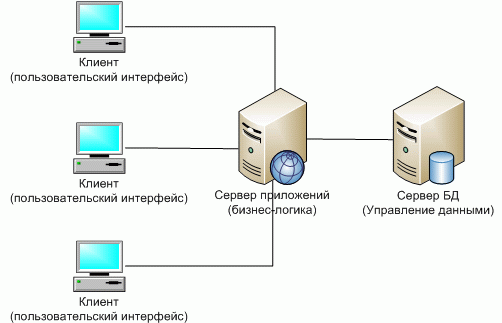 Клиент
(пользовательский интерфейс)
Клиент
(пользовательский интерфейс)
Сервер приложений
(бизнес-логика)
Сервер БД
(Управление данными)
Клиент
(пользовательский интерфейс)